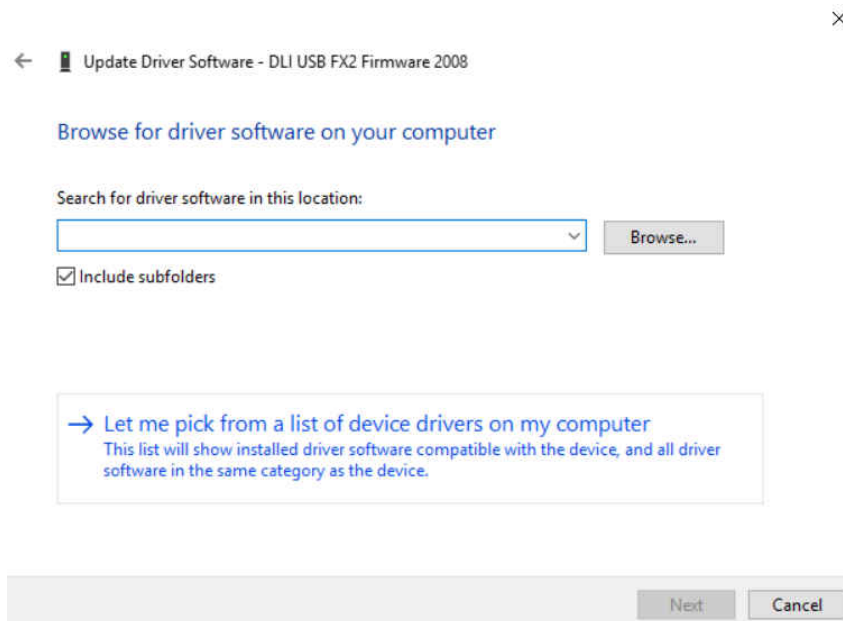 Update Driver Software - DLI USB FX2 Firmware 2008
Browse for driver software on your computer
Search for driver software in this location:
Browse...
Include subfolders
Let me pick from a list of device drivers on my computer
This list will show installed driver software compatible with the device, and all driver
software in the same category as the device.
Next
Cancel